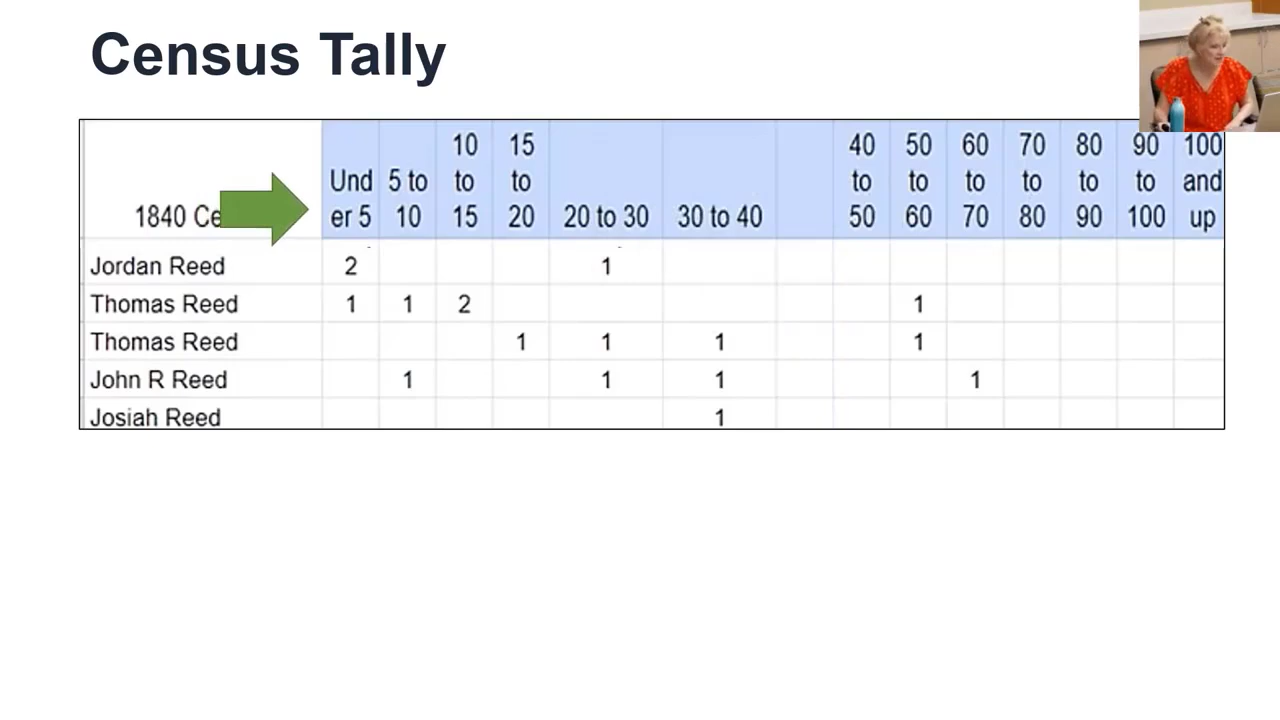 Census Tally
1840 Ce Under 5 5 to 10 10 to 15 15 to 20 20 to 30 30 to 40 40 to 50 50 to 60 60 to 70 70 to 80 80 to 90 90 to 100 100 and up
Jordan Reed 2 1
Thomas Reed 1 1 2 1
Thomas Reed 1 1 1 1
John R Reed 1 1 1 1
Josiah Reed 1